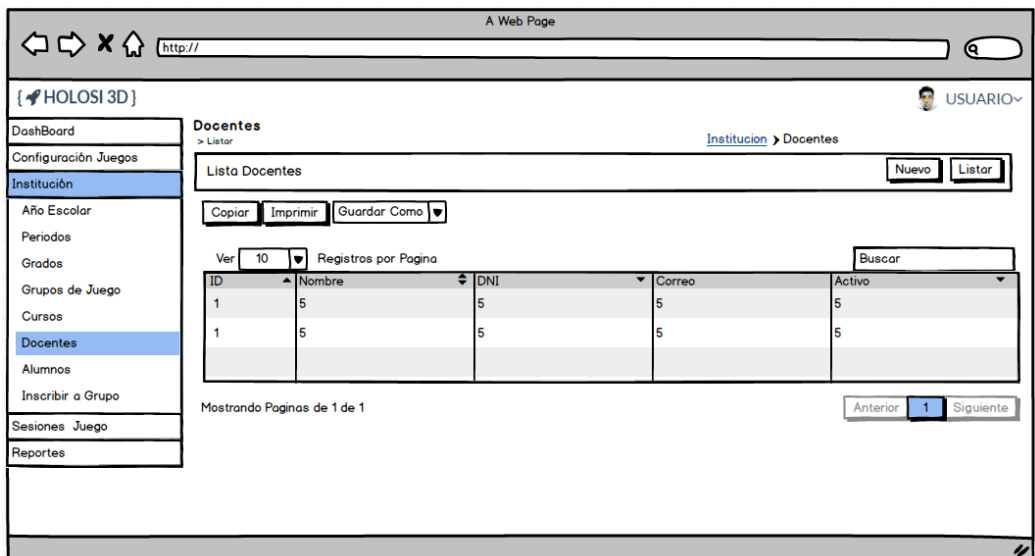 A Web Page
http://
{ HOLOSI 3D }
USUARIO
DashBoard
Configuración Juegos
Institución
Año Escolar
Periodos
Grados
Grupos de Juego
Cursos
Docentes
Alumnos
Inscribir a Grupo
Sesiones Juego
Reportes
Docentes
> Listar
Institucion > Docentes
Lista Docentes
Nuevo Listar
Copiar Imprimir Guardar Como
Ver 10 Registros por Pagina
Buscar
ID Nombre DNI Correo Activo
1 5 5 5 5
1 5 5 5 5
Mostrando Paginas de 1 de 1
Anterior 1 Siguiente